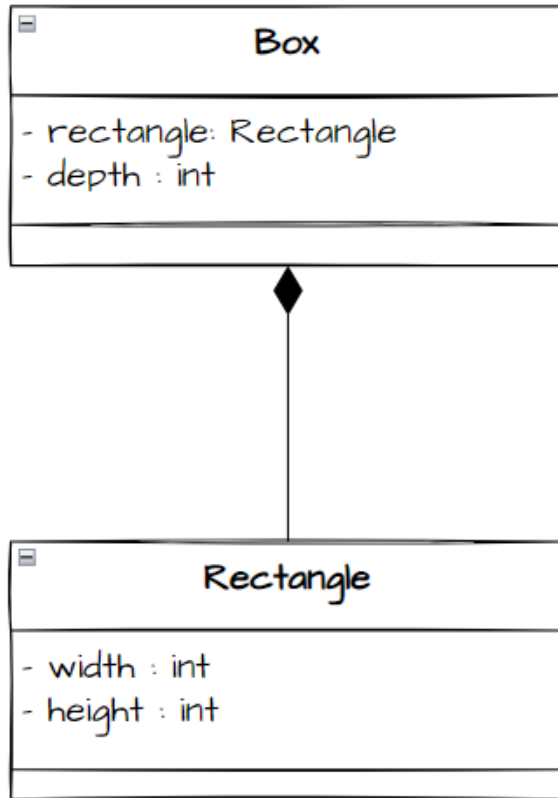 Box
- rectangle: Rectangle
- depth : int
Rectangle
- width : int
- height : int